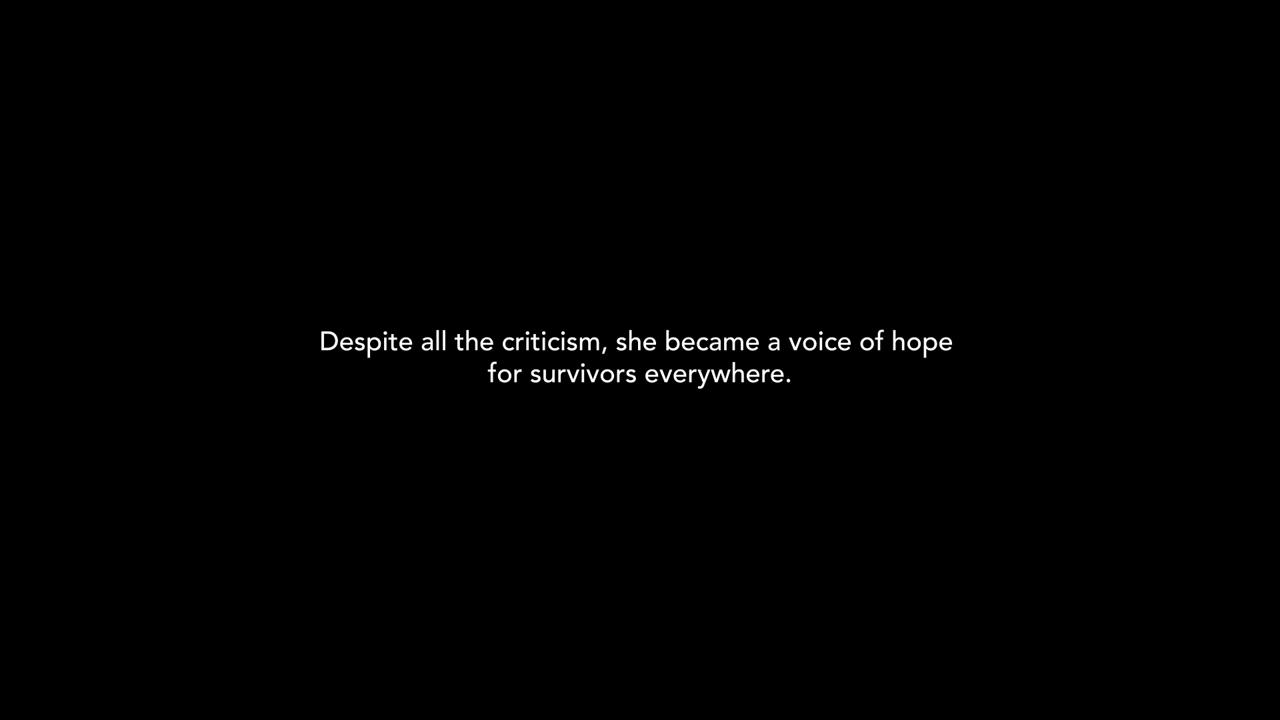 Despite all the criticism, she became a voice of hope
for survivors everywhere.